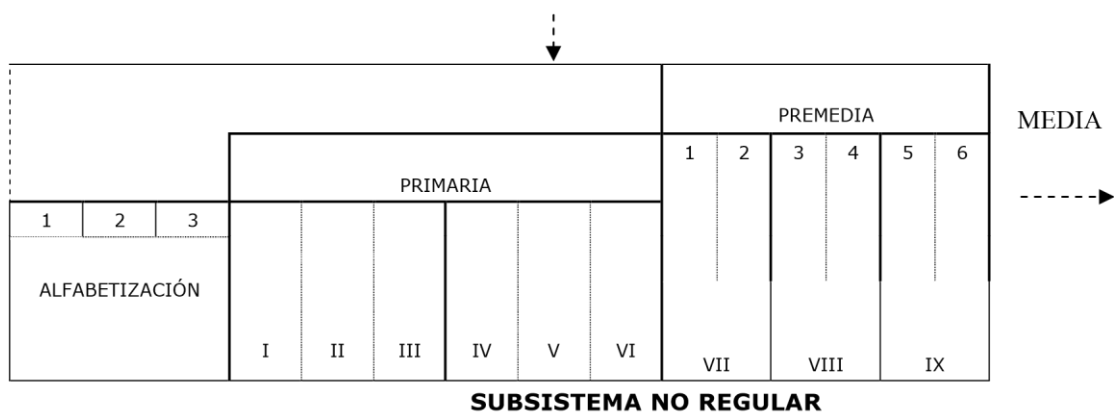 PREMEDIA
MEDIA
1 2 3 4 5 6
PRIMARIA
1 2 3
ALFABETIZACIÓN
I II III IV V VI
VII VIII IX
SUBSISTEMA NO REGULAR